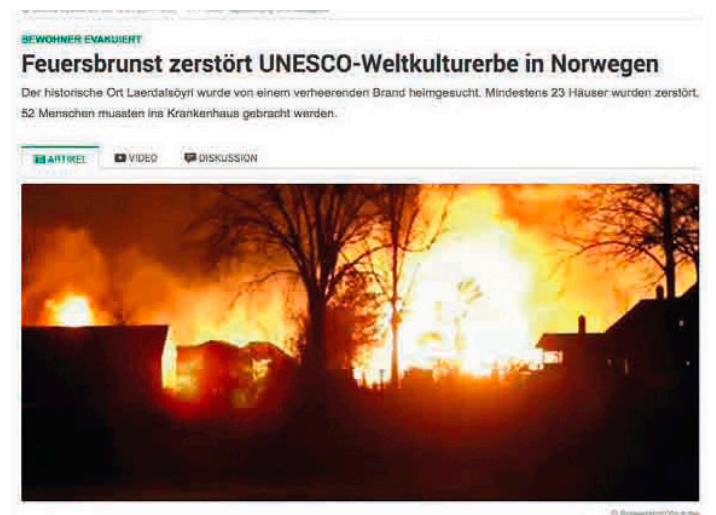 BEWOHNER EVAKUIERT
Feuersbrunst zerstört UNESCO-Weltkulturerbe in Norwegen
Der historische Ort Laerdalsöyri wurde von einem verheerenden Brand heimgesucht. Mindestens 23 Häuser wurden zerstört,
52 Menschen mussten ins Krankenhaus gebracht werden.
ARTIKEL VIDEO DISKUSSION